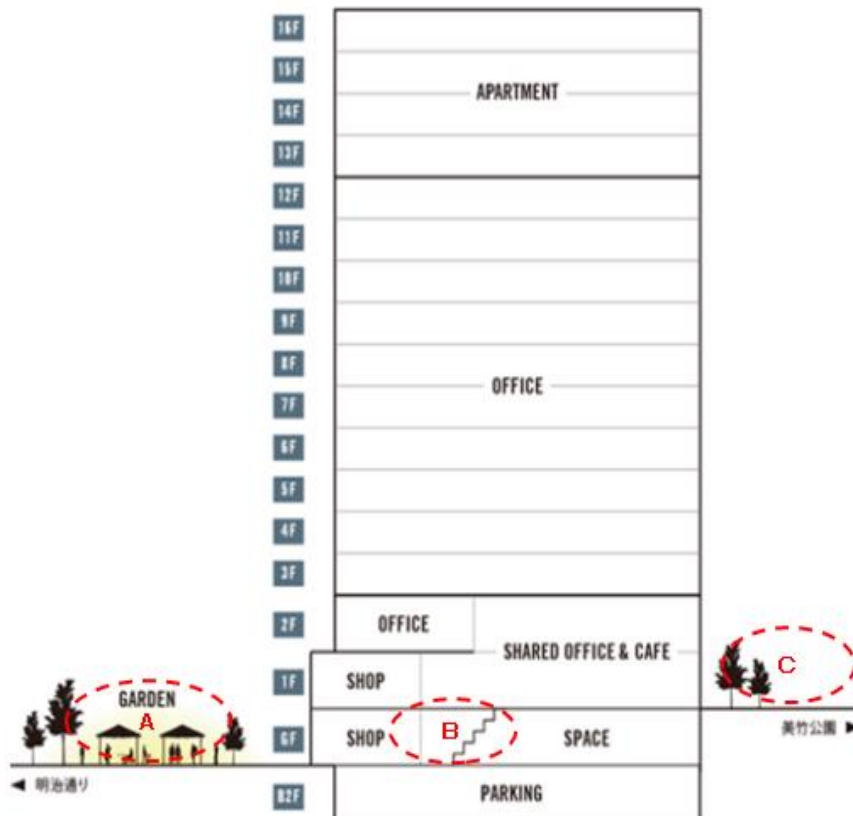 16F
15F
APARTMENT
14F
13F
12F
11F
10F
9F
8F
OFFICE
7F
6F
5F
4F
3F
2F
OFFICE
SHARED OFFICE & CAFE
C
1F
SHOP
GARDEN
A
GF
SHOP
B
SPACE
美竹公園 ▶
◀ 明治通り
B2F
PARKING